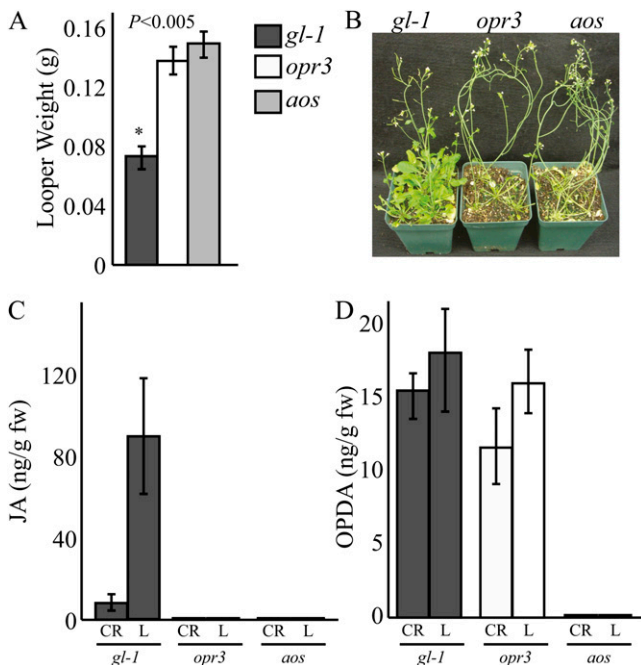 A
P<0.005
0.16
0.12
0.08
0.04
0
Looper Weight (g)
*
gl-1
opr3
aos
B
gl-1 opr3 aos
C
120
80
40
0
JA (ng/g fw)
CR L CR L CR L
gl-1 opr3 aos
D
20
15
10
5
0
OPDA (ng/g fw)
CR L CR L CR L
gl-1 opr3 aos